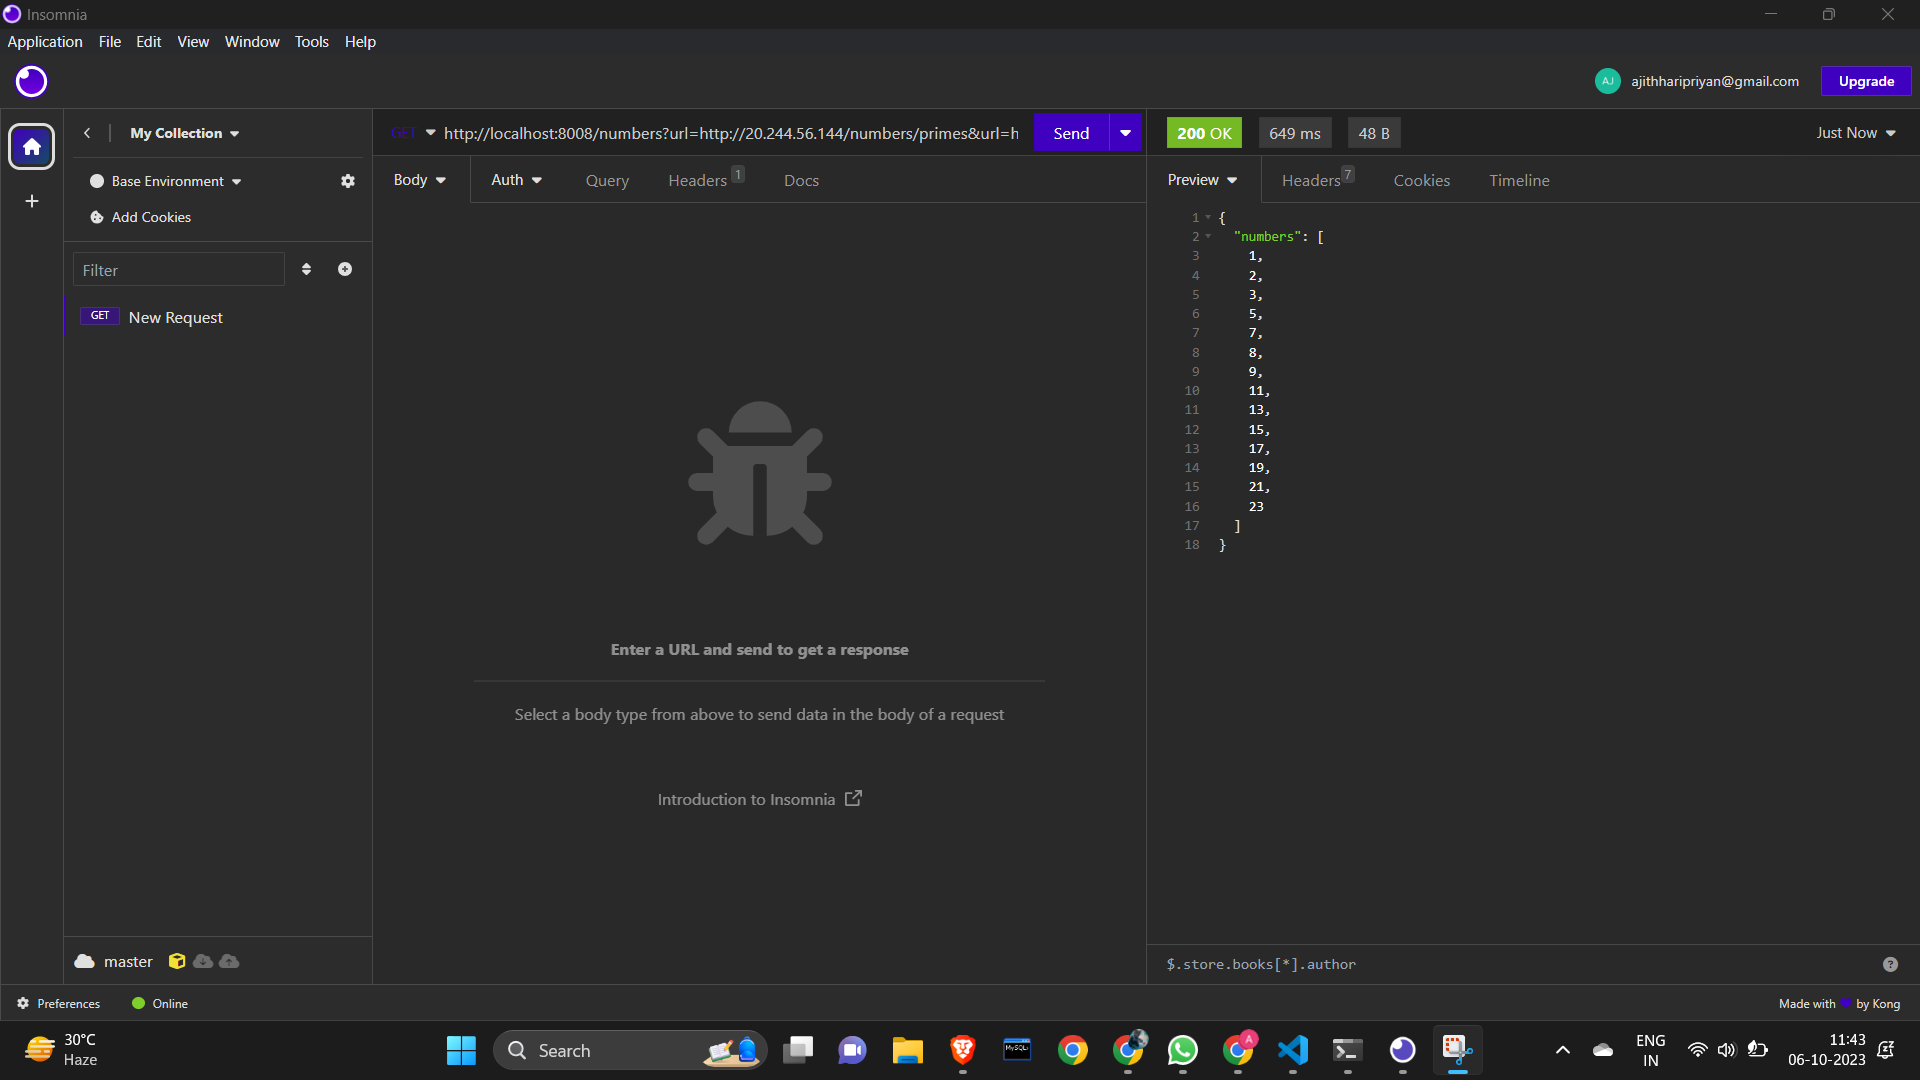 Insomnia
Application File Edit View Window Tools Help
AJ ajithharipriyan@gmail.com Upgrade
My Collection
GET http://localhost:8008/numbers?url=http://20.244.56.144/numbers/primes&url=h Send
200 OK 649 ms 48 B Just Now
Base Environment
Body Auth Query Headers 1 Docs
Preview Headers 7 Cookies Timeline
Add Cookies
Filter
GET New Request
1 {
2 "numbers": [
3 1,
4 2,
5 3,
6 5,
7 7,
8 8,
9 9,
10 11,
11 13,
12 15,
13 17,
14 19,
15 21,
16 23
17 ]
18 }
Enter a URL and send to get a response
Select a body type from above to send data in the body of a request
Introduction to Insomnia
master
$.store.books[*].author
Preferences Online
Made with by Kong
30°C
Haze
Search
MySQL
A
ENG
IN
11:43
06-10-2023